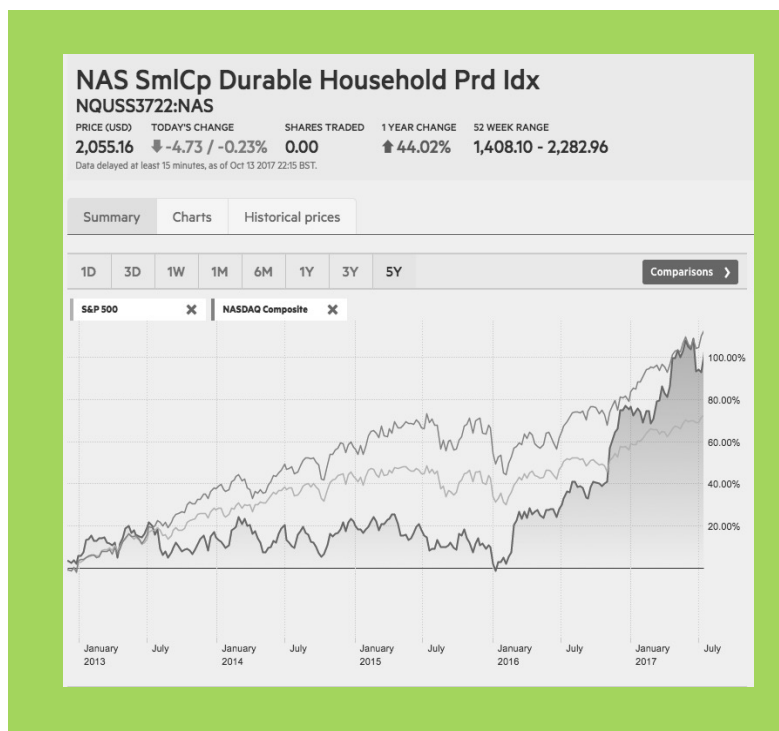 NAS SmlCp Durable Household Prd Idx
NQUSS3722:NAS
PRICE (USD) TODAY'S CHANGE SHARES TRADED 1 YEAR CHANGE 52 WEEK RANGE
2,055.16 -4.73 / -0.23% 0.00 44.02% 1,408.10 - 2,282.96
Data delayed at least 15 minutes, as of Oct 13 2017 22:15 BST.
Summary Charts Historical prices
1D 3D 1W 1M 6M 1Y 3Y 5Y Comparisons
S&P 500 NASDAQ Composite
100.00%
80.00%
60.00%
40.00%
20.00%
January July January July January July January July January July
2013 2014 2015 2016 2017